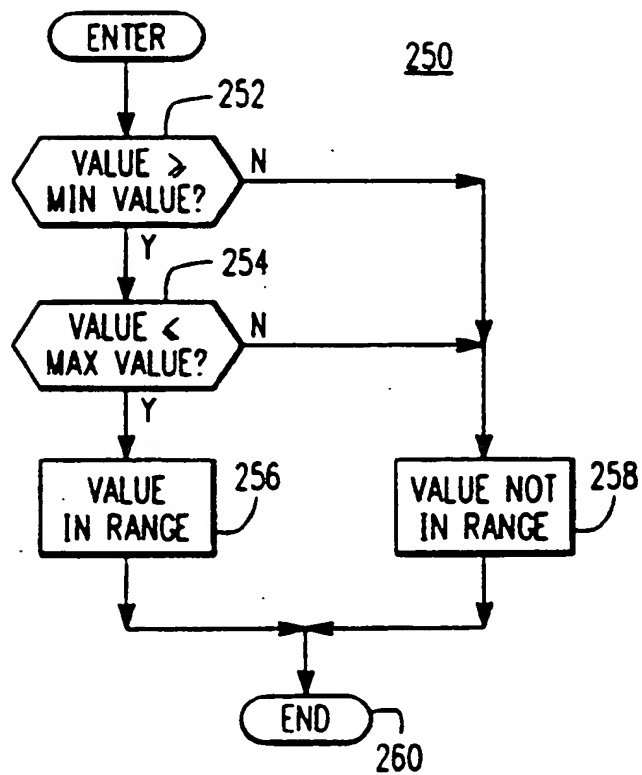 ENTER
250
252
VALUE ⩾
MIN VALUE?
N
Y
254
VALUE ⩽
MAX VALUE?
N
Y
VALUE
IN RANGE
256
VALUE NOT
IN RANGE
258
END
260